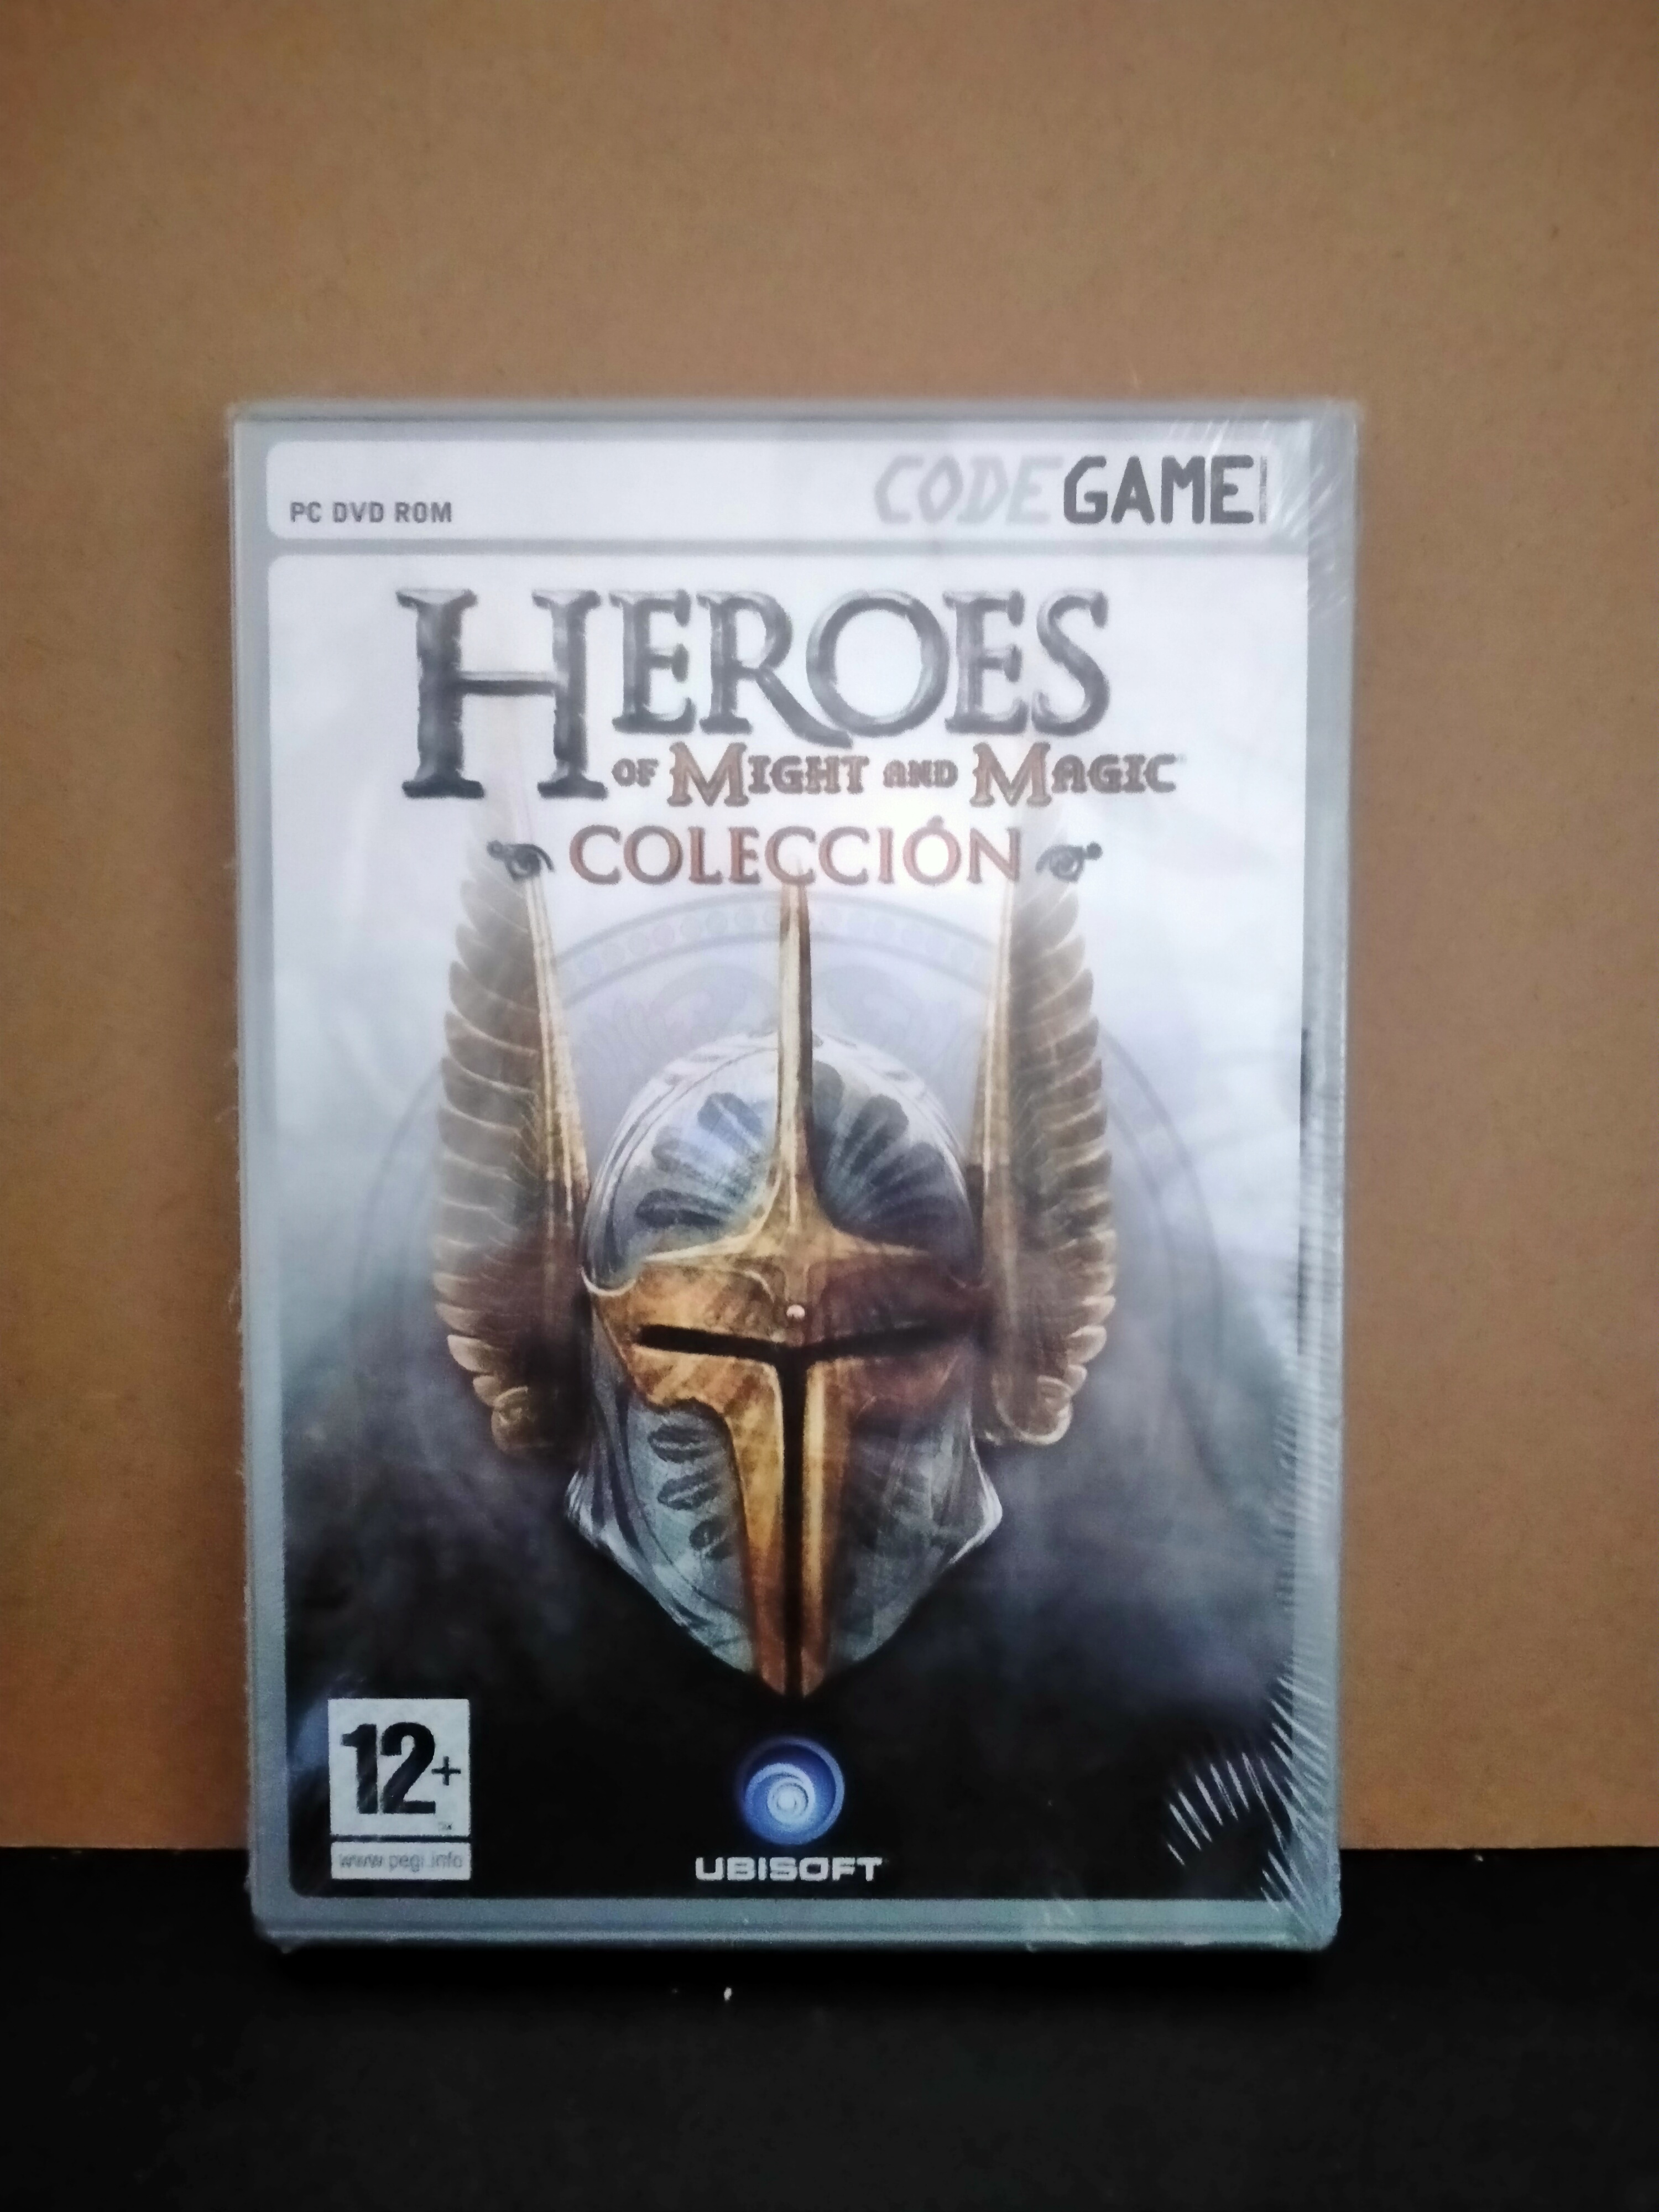 PC DVD ROM
CODEGAME
HEROES
OF MIGHT AND MAGIC
COLECCIÓN
12+
www.pegi.info
UBISOFT